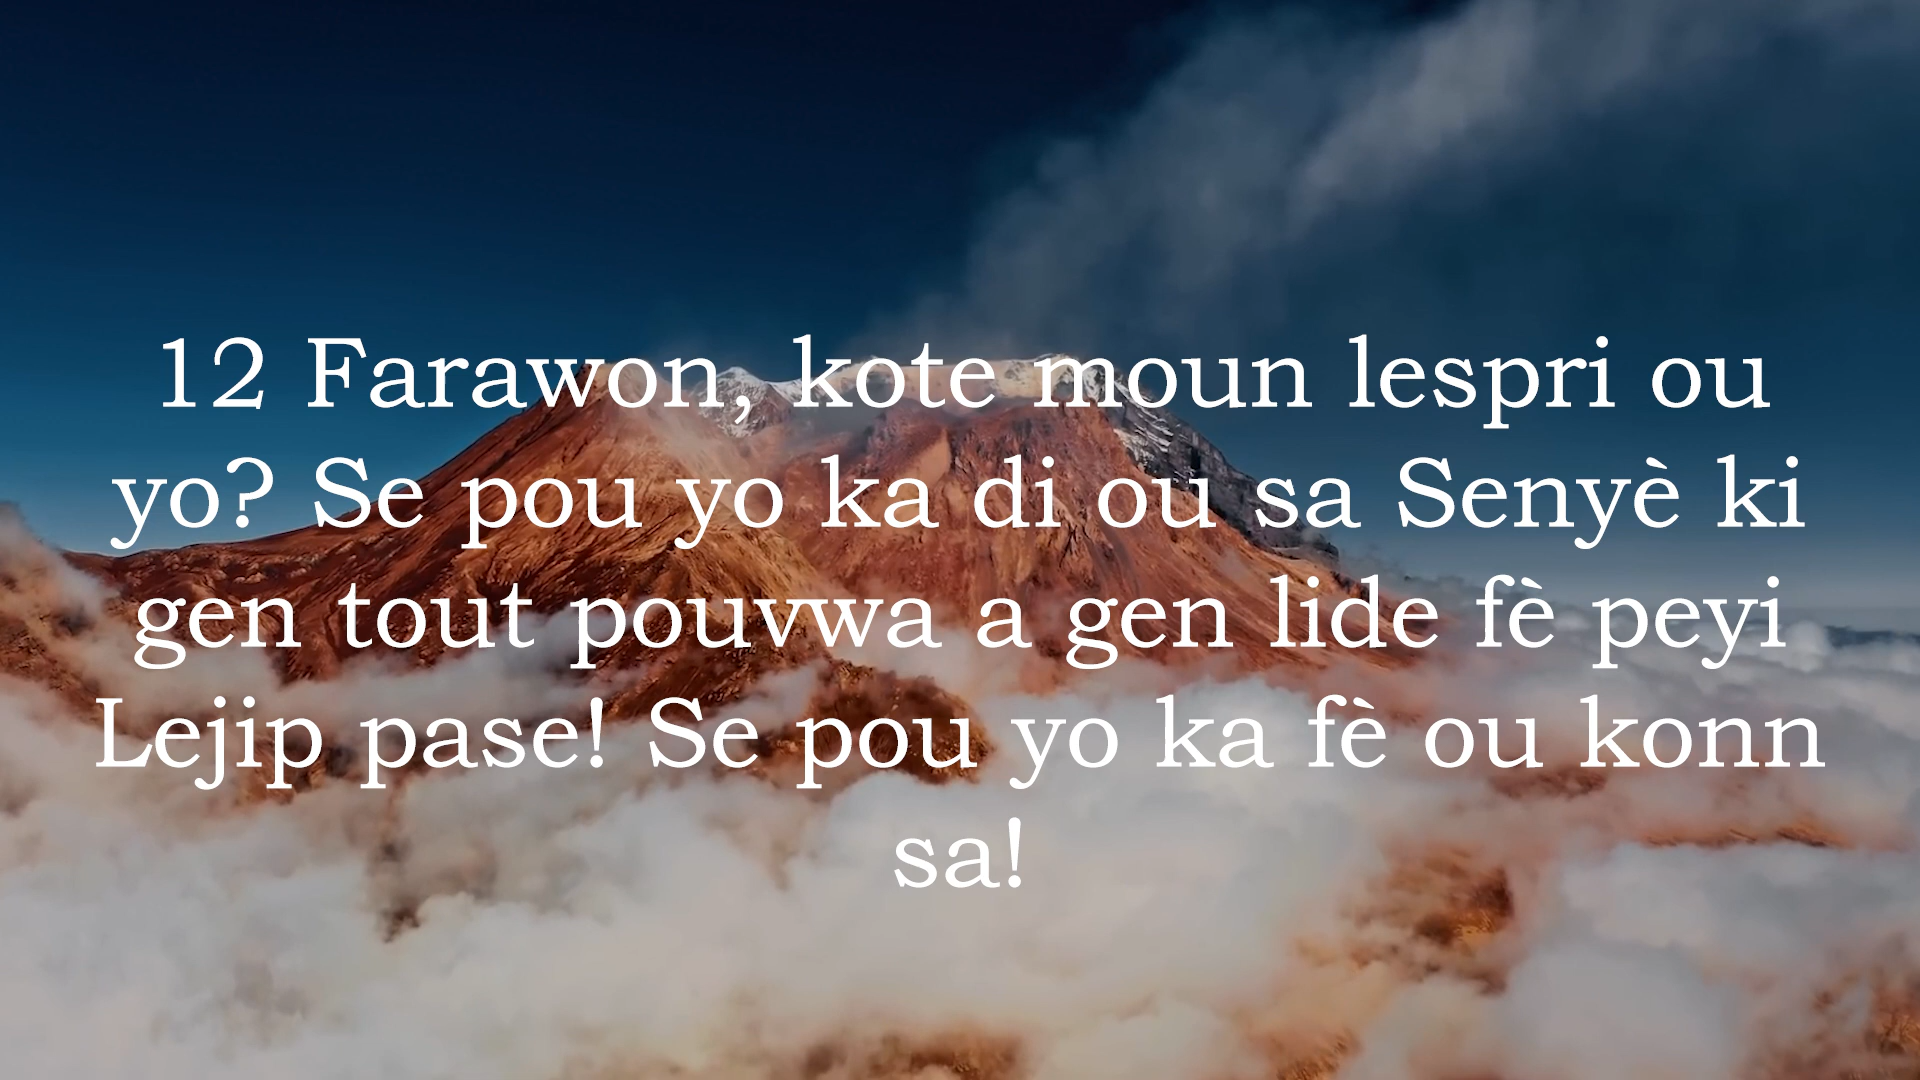 12 Farawon, kote moun lespri ou
yo? Se pou yo ka di ou sa Senyè ki
gen tout pouvwa a gen lide fè peyi
Lejip pase! Se pou yo ka fè ou konn
sa!